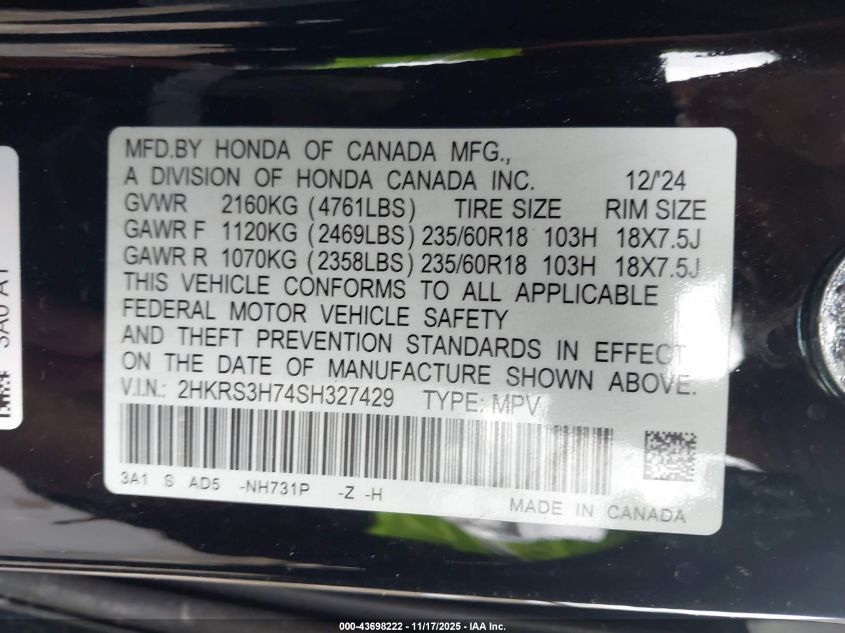 MFD.BY HONDA OF CANADA MFG.,
A DIVISION OF HONDA CANADA INC. 12/'24
GVWR 2160KG (4761LBS) TIRE SIZE RIM SIZE
GAWR F 1120KG (2469LBS) 235/60R18 103H 18X7.5J
GAWR R 1070KG (2358LBS) 235/60R18 103H 18X7.5J
THIS VEHICLE CONFORMS TO ALL APPLICABLE
FEDERAL MOTOR VEHICLE SAFETY
AND THEFT PREVENTION STANDARDS IN EFFECT
ON THE DATE OF MANUFACTURE SHOWN ABOVE.
V.I.N.: 2HKRS3H74SH327429 TYPE: MPV
3A1 S AD5 -NH731P -Z -H
MADE IN CANADA
3A0 A1
000-43698222 | 11/17/2025 - IAA Inc.